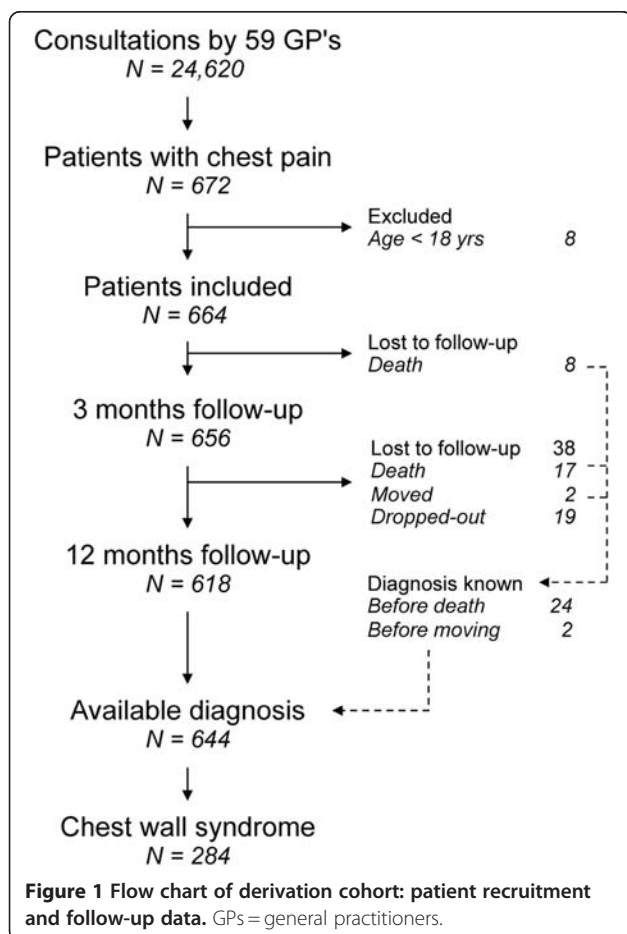 Consultations by 59 GP's
N = 24,620
Patients with chest pain
N = 672
Excluded
Age < 18 yrs 8
Patients included
N = 664
Lost to follow-up
Death 8
3 months follow-up
N = 656
Lost to follow-up 38
Death 17
Moved 2
Dropped-out 19
12 months follow-up
N = 618
Diagnosis known
Before death 24
Before moving 2
Available diagnosis
N = 644
Chest wall syndrome
N = 284
Figure 1 Flow chart of derivation cohort: patient recruitment
and follow-up data. GPs = general practitioners.